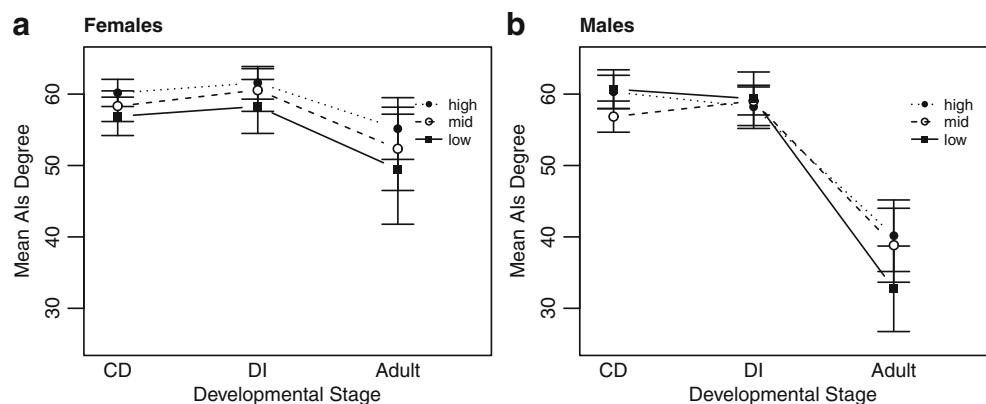 a Females
Mean AIs Degree
60
50
40
30
high
mid
low
CD DI Adult
Developmental Stage
b Males
Mean AIs Degree
60
50
40
30
high
mid
low
CD DI Adult
Developmental Stage